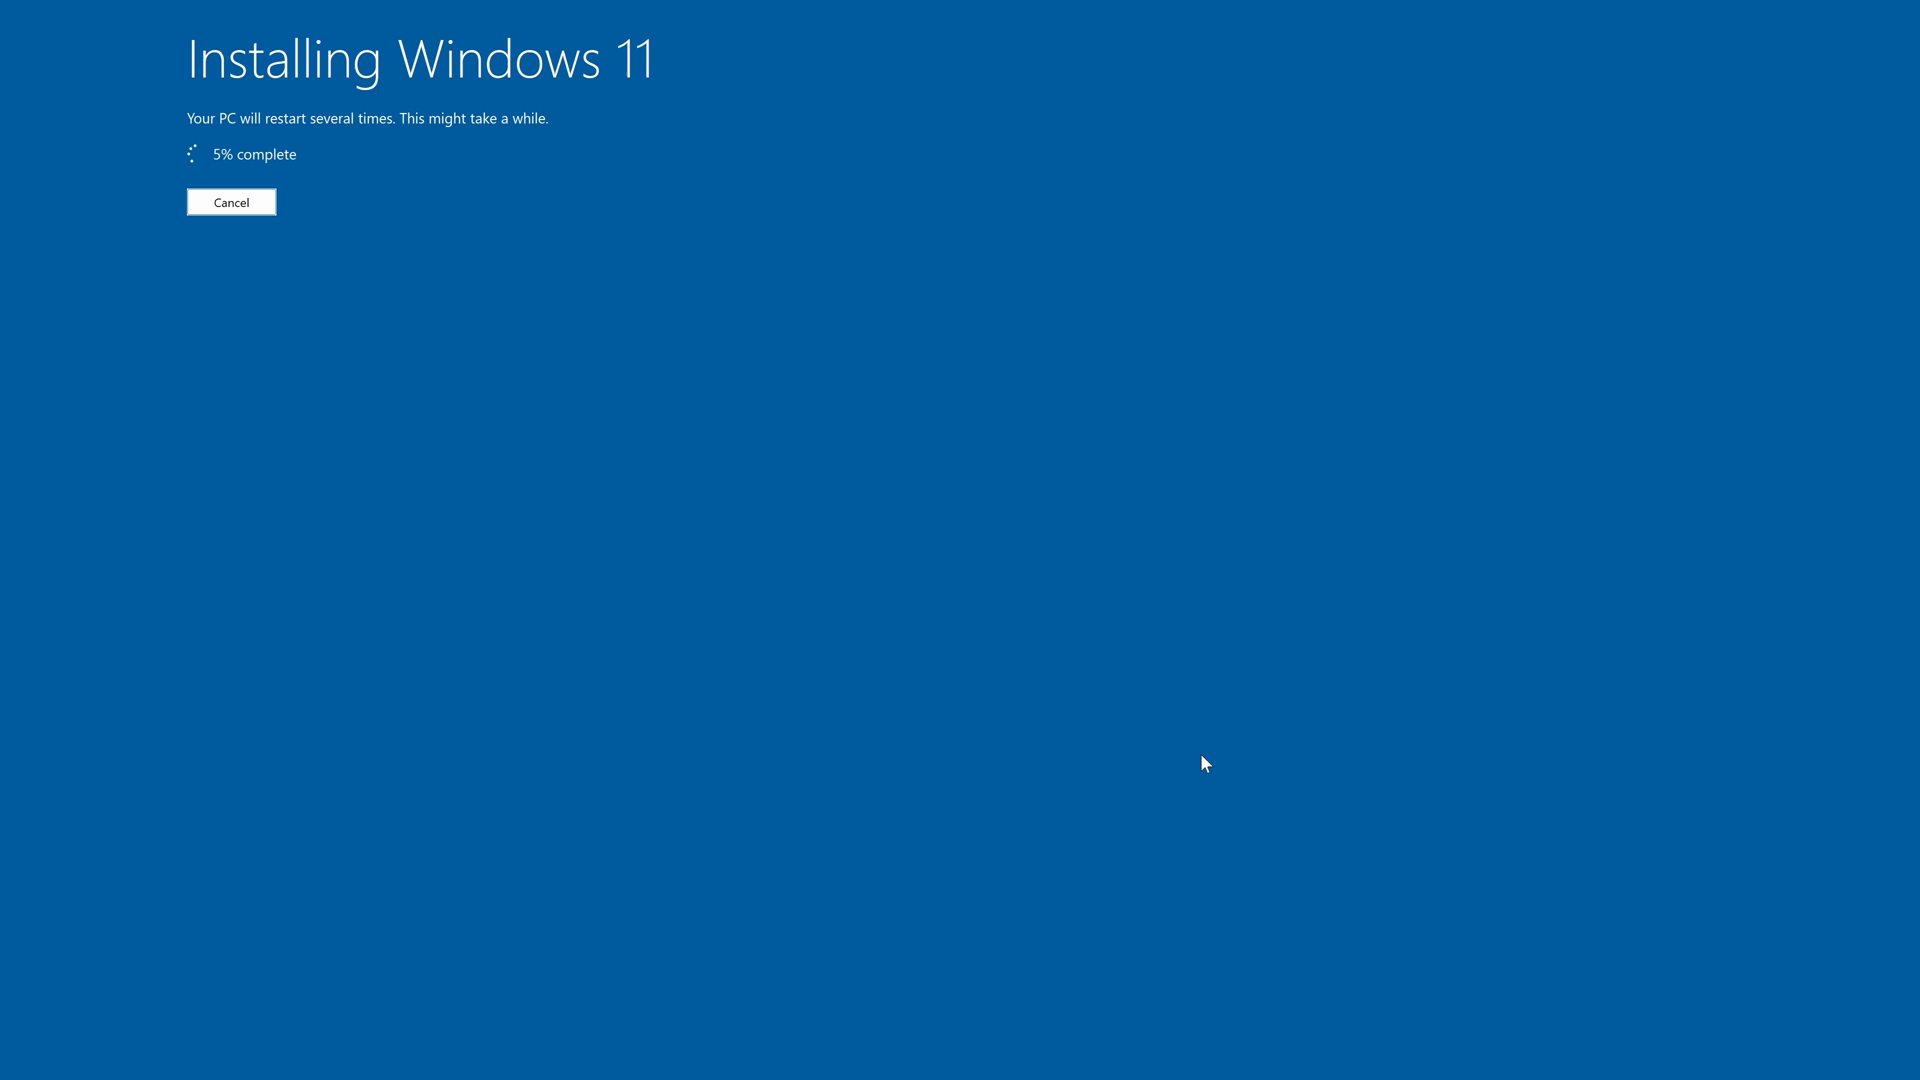 Installing Windows 11
Your PC will restart several times. This might take a while.
5% complete
Cancel